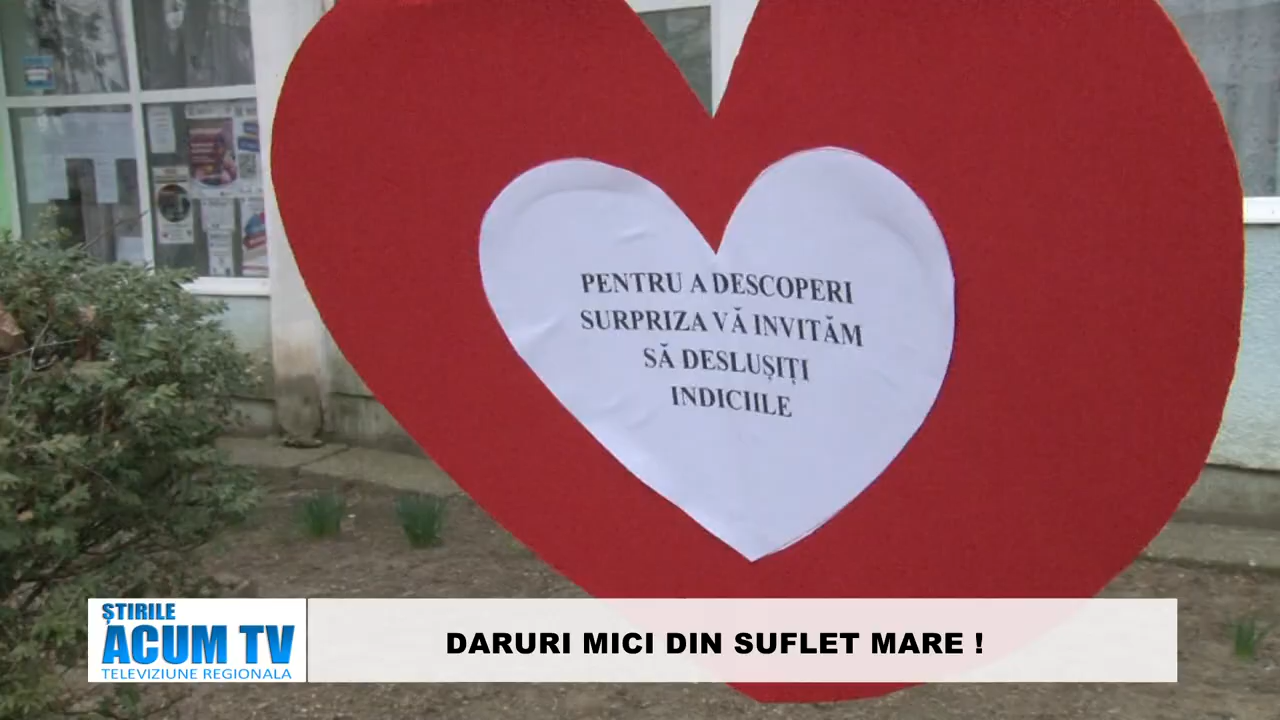 PENTRU A DESCOPERI
SURPRIZA VĂ INVITĂM
SĂ DESLUȘIȚI
INDICIILE
ȘTIRILE
ACUM TV
TELEVIZIUNE REGIONALA
DARURI MICI DIN SUFLET MARE !